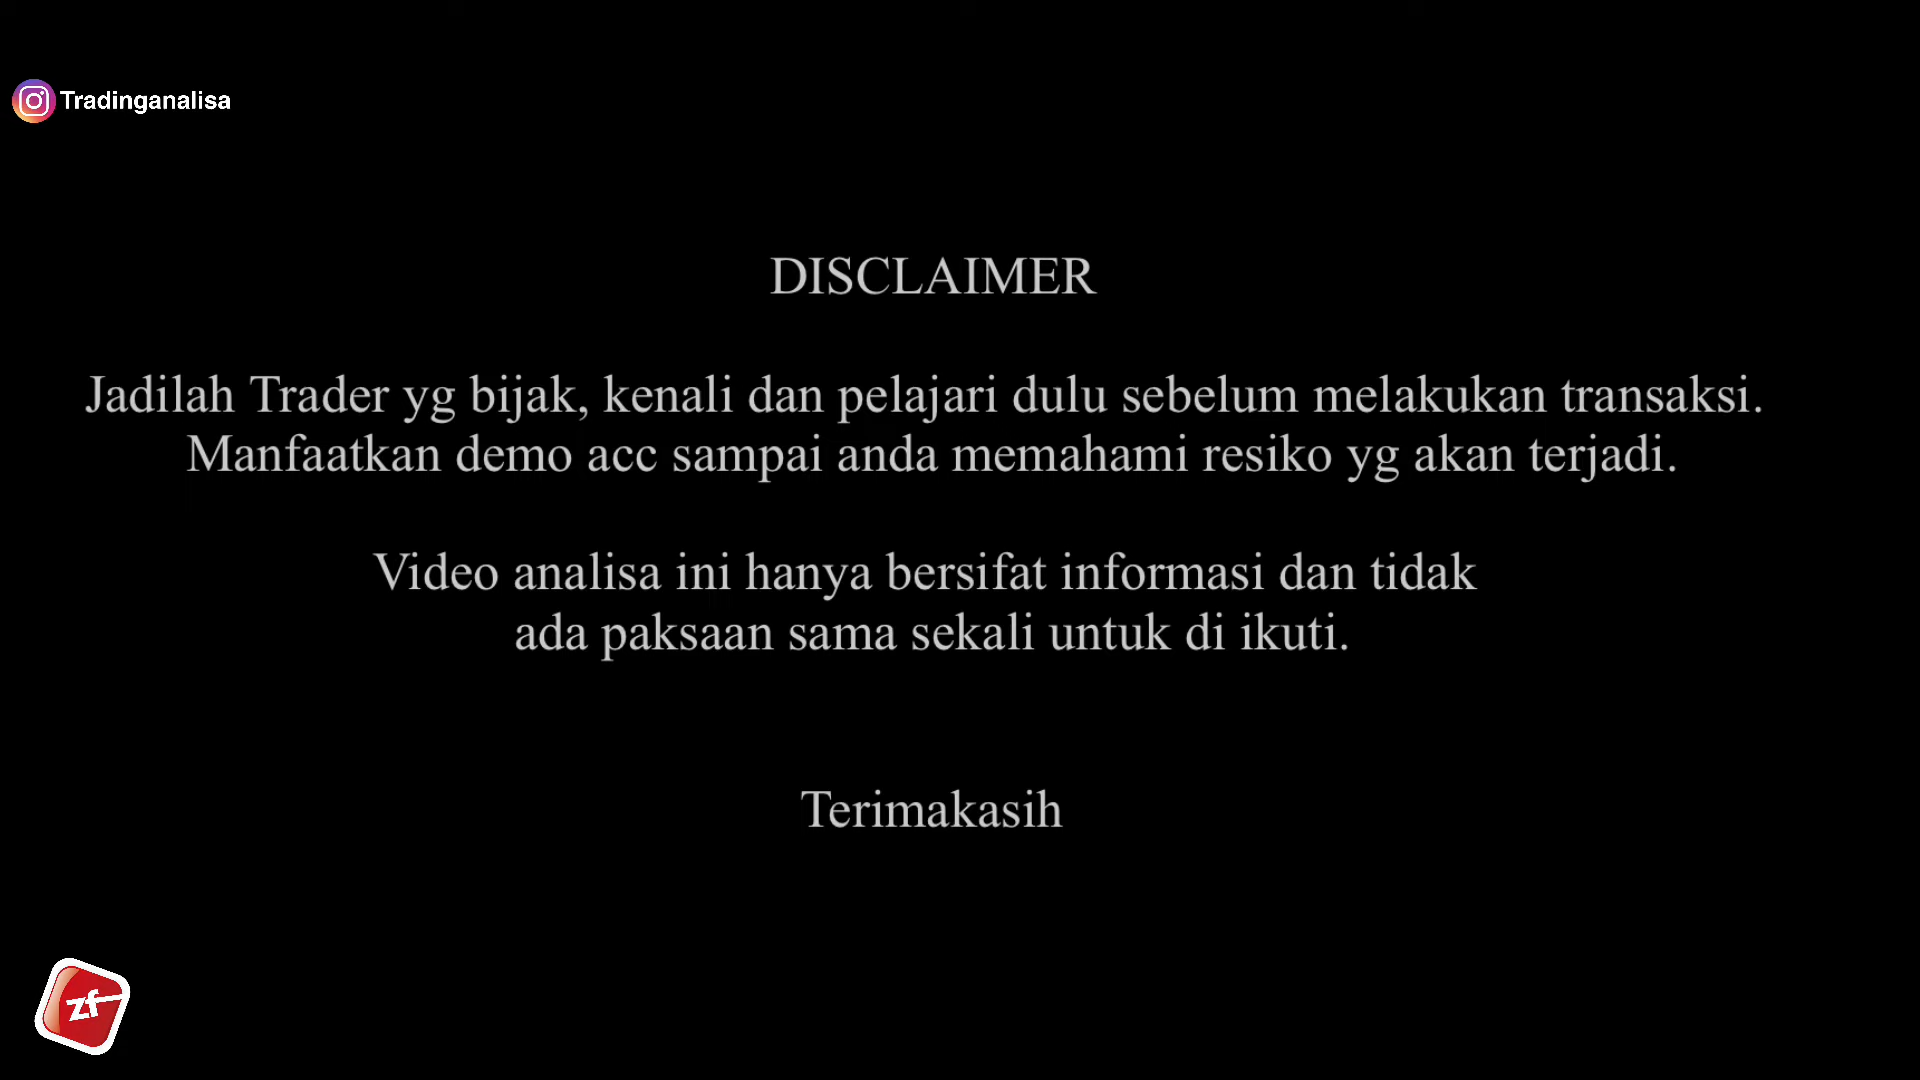 Tradinganalisa
DISCLAIMER
Jadilah Trader yg bijak, kenali dan pelajari dulu sebelum melakukan transaksi.
Manfaatkan demo acc sampai anda memahami resiko yg akan terjadi.
Video analisa ini hanya bersifat informasi dan tidak
ada paksaan sama sekali untuk di ikuti.
Terimakasih
zf